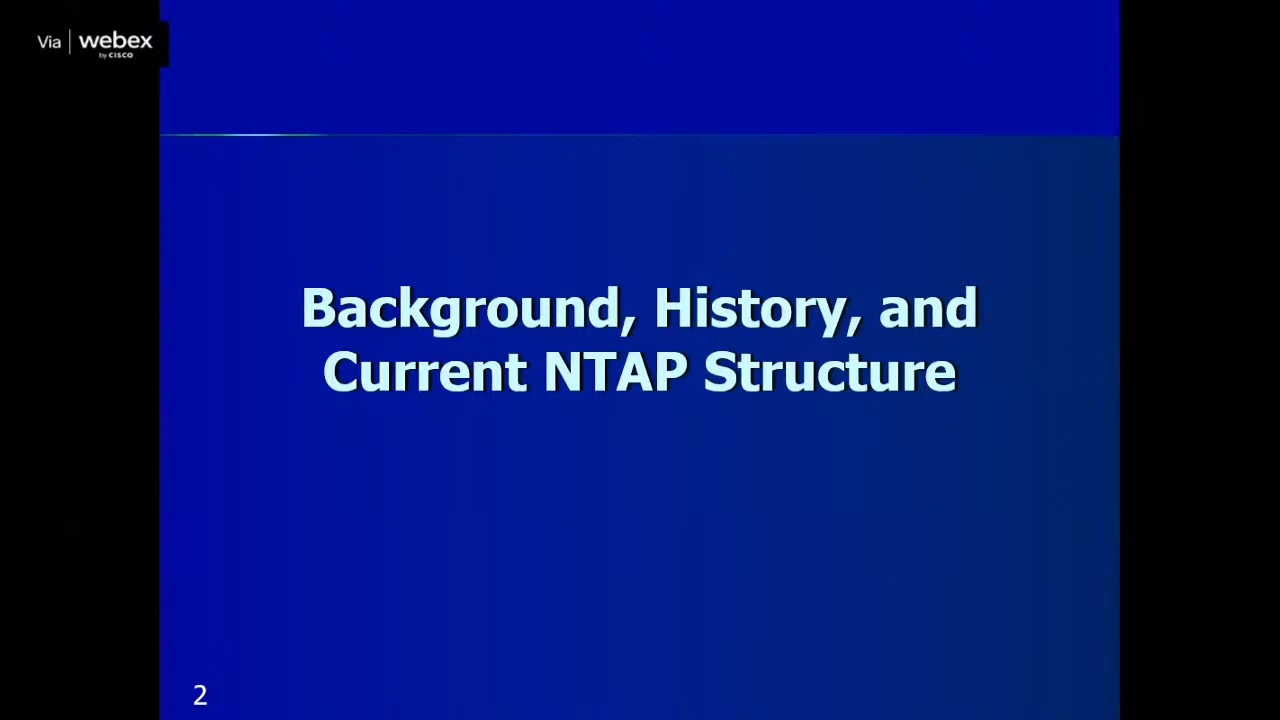 Via | webex
by CISCO
Background, History, and
Current NTAP Structure
2